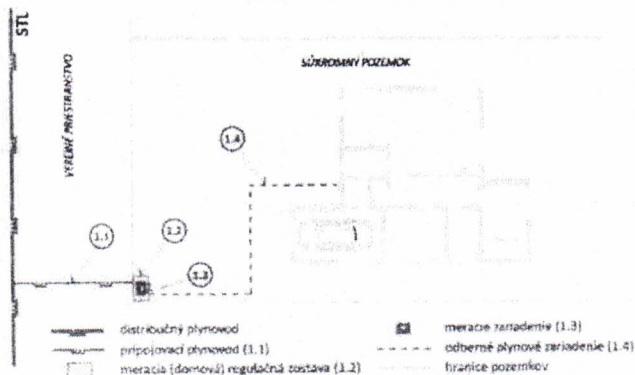 STL
VEREJNÉ PRIESTRANSTVO
SÚKROMNÝ POZEMOK
1.4
1.1
1.2
1.3
distribučný plynovod
pripojovací plynovod (1.1)
meracia (domová) regulačná zostava (1.2)
meracie zariadenie (1.3)
odberné plynové zariadenie (1.4)
hranice pozemkov